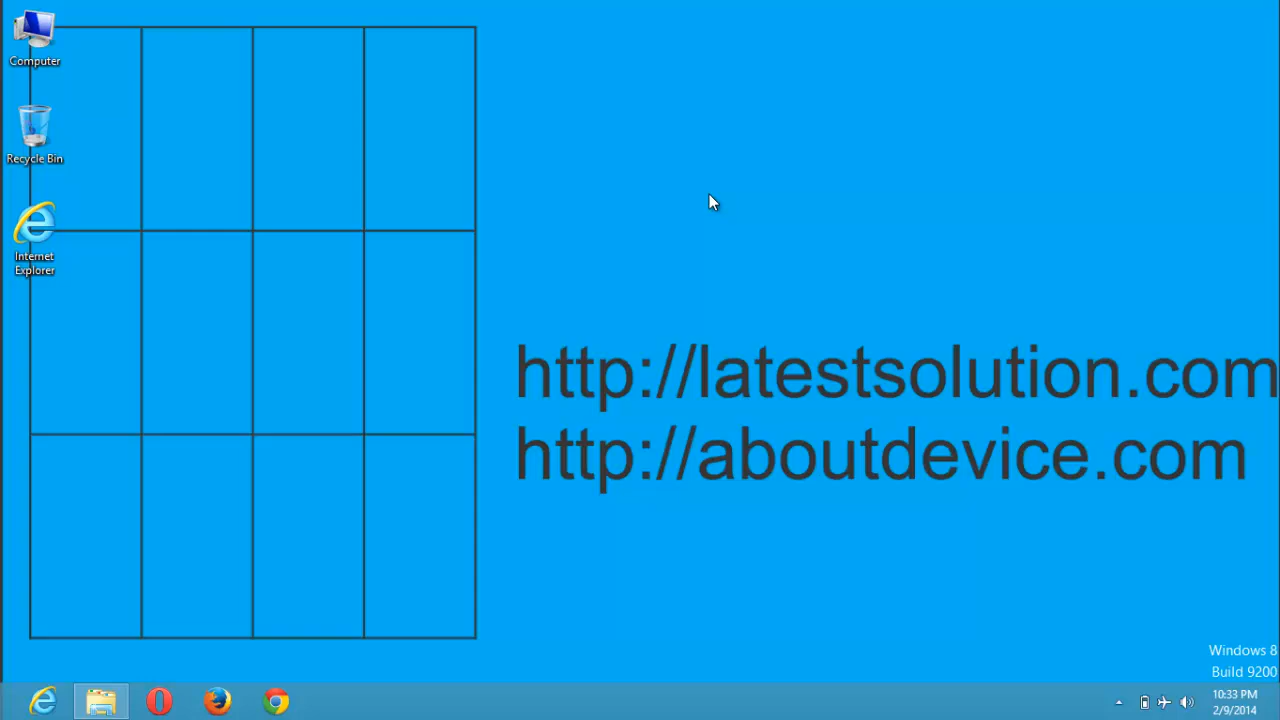 Computer
Recycle Bin
Internet
Explorer
http://latestsolution.com
http://aboutdevice.com
Windows 8
Build 9200
10:33 PM
2/9/2014